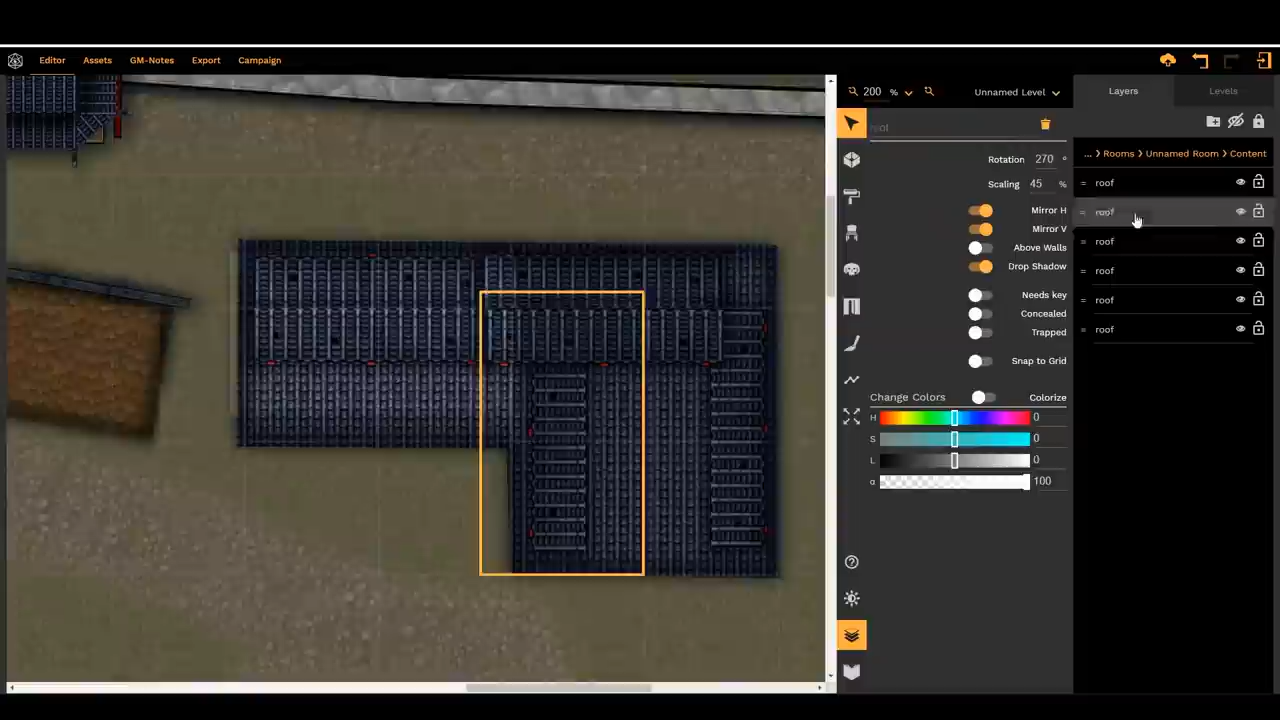 Editor Assets GM-Notes Export Campaign
200 % Unnamed Level
Layers Levels
roof
... Rooms Unnamed Room Content
Rotation 270 °
Scaling 45 %
Mirror H
Mirror V
Above Walls
Drop Shadow
Needs key
Concealed
Trapped
Snap to Grid
Change Colors Colorize
H 0
S 0
L 0
α 100
roof
roof
roof
roof
roof
roof